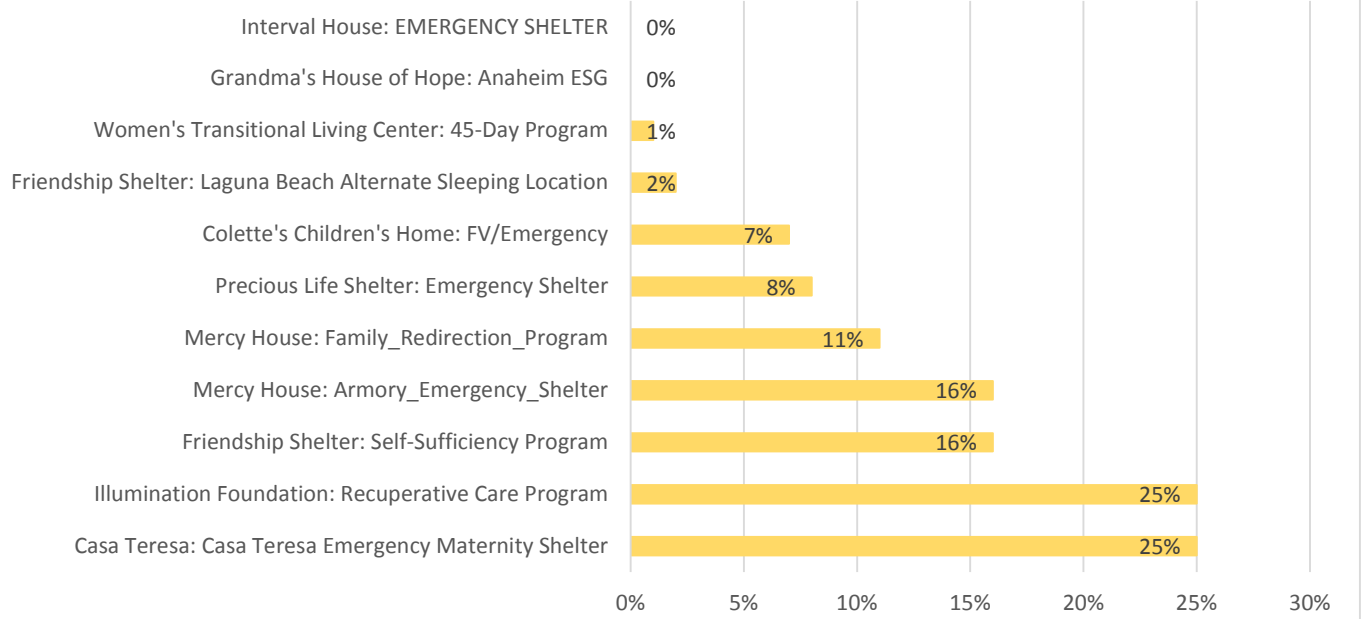 Interval House: EMERGENCY SHELTER 0%
Grandma's House of Hope: Anaheim ESG 0%
Women's Transitional Living Center: 45-Day Program 1%
Friendship Shelter: Laguna Beach Alternate Sleeping Location 2%
Colette's Children's Home: FV/Emergency 7%
Precious Life Shelter: Emergency Shelter 8%
Mercy House: Family_Redirection_Program 11%
Mercy House: Armory_Emergency_Shelter 16%
Friendship Shelter: Self-Sufficiency Program 16%
Illumination Foundation: Recuperative Care Program 25%
Casa Teresa: Casa Teresa Emergency Maternity Shelter 25%
0% 5% 10% 15% 20% 25% 30%